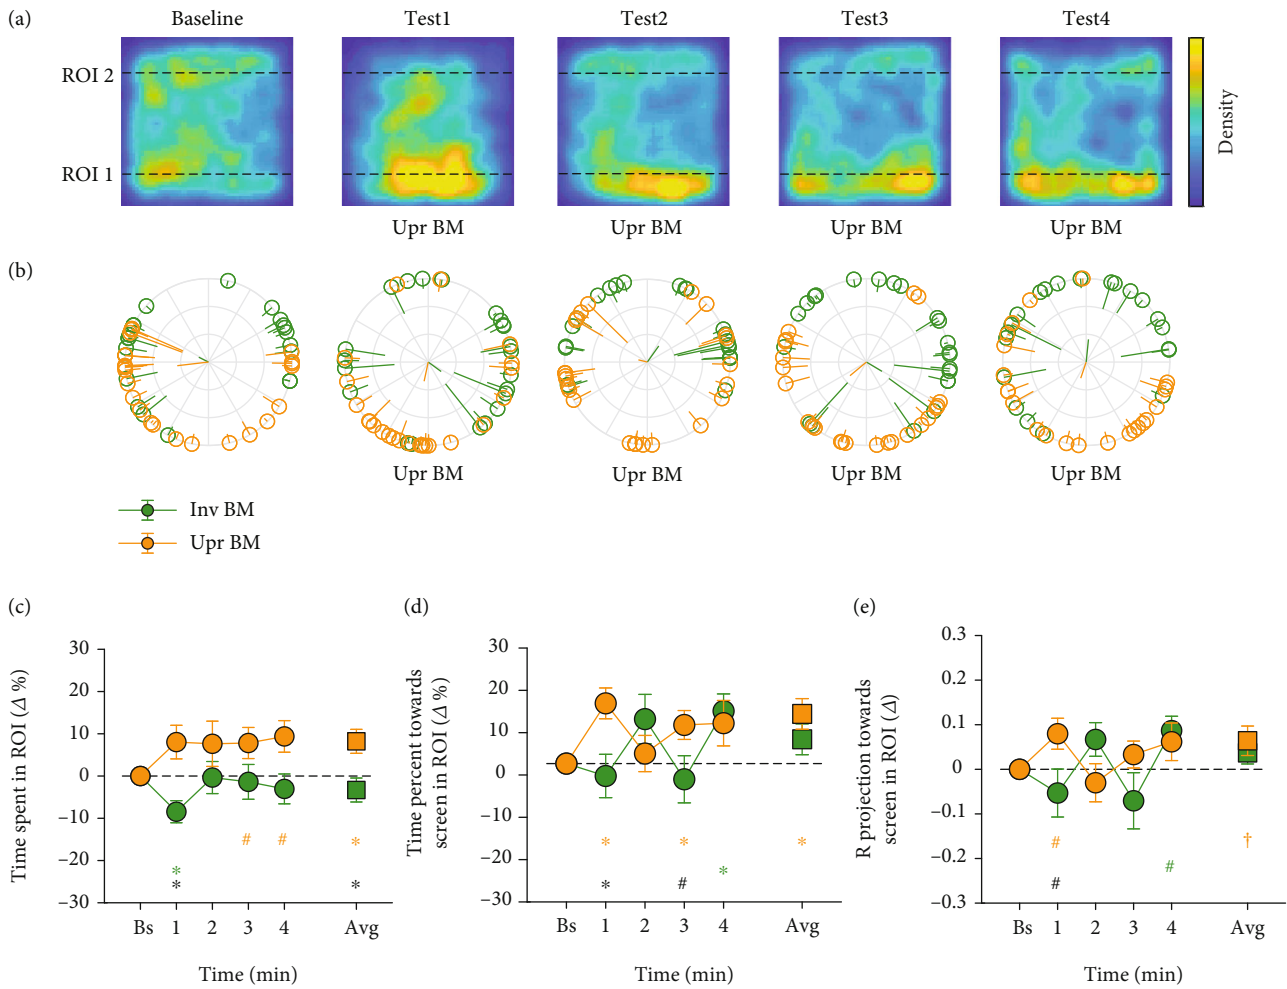 (a)
Baseline Test1 Test2 Test3 Test4
ROI 2
ROI 1
Density
Upr BM Upr BM Upr BM Upr BM
(b)
Upr BM Upr BM Upr BM Upr BM
Inv BM
Upr BM
(c)
Time spent in ROI (Δ %)
30
20
10
0
−10
−20
−30
# # *
*
* *
Bs 1 2 3 4 Avg
Time (min)
(d)
Time percent towards
screen in ROI (Δ %)
30
20
10
0
−10
−20
−30
* * *
*
* #
Bs 1 2 3 4 Avg
Time (min)
(e)
R projection towards
screen in ROI (Δ)
0.3
0.2
0.1
0
−0.1
−0.2
−0.3
# †
#
#
Bs 1 2 3 4 Avg
Time (min)